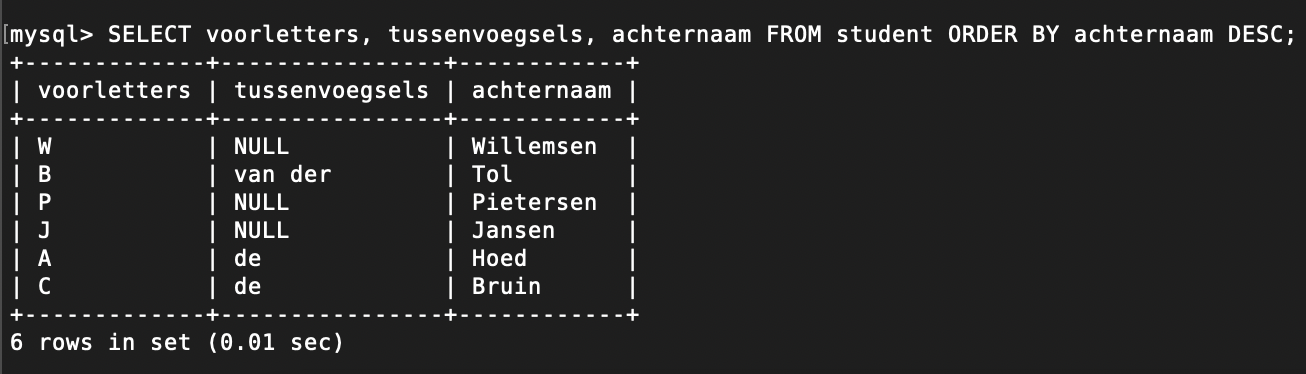 [mysql> SELECT voorletters, tussenvoegsels, achternaam FROM student ORDER BY achternaam DESC;
+-------------+----------------+------------+
| voorletters | tussenvoegsels | achternaam |
+-------------+----------------+------------+
| W           | NULL           | Willemsen  |
| B           | van der        | Tol        |
| P           | NULL           | Pietersen  |
| J           | NULL           | Jansen     |
| A           | de             | Hoed       |
| C           | de             | Bruin      |
+-------------+----------------+------------+
6 rows in set (0.01 sec)